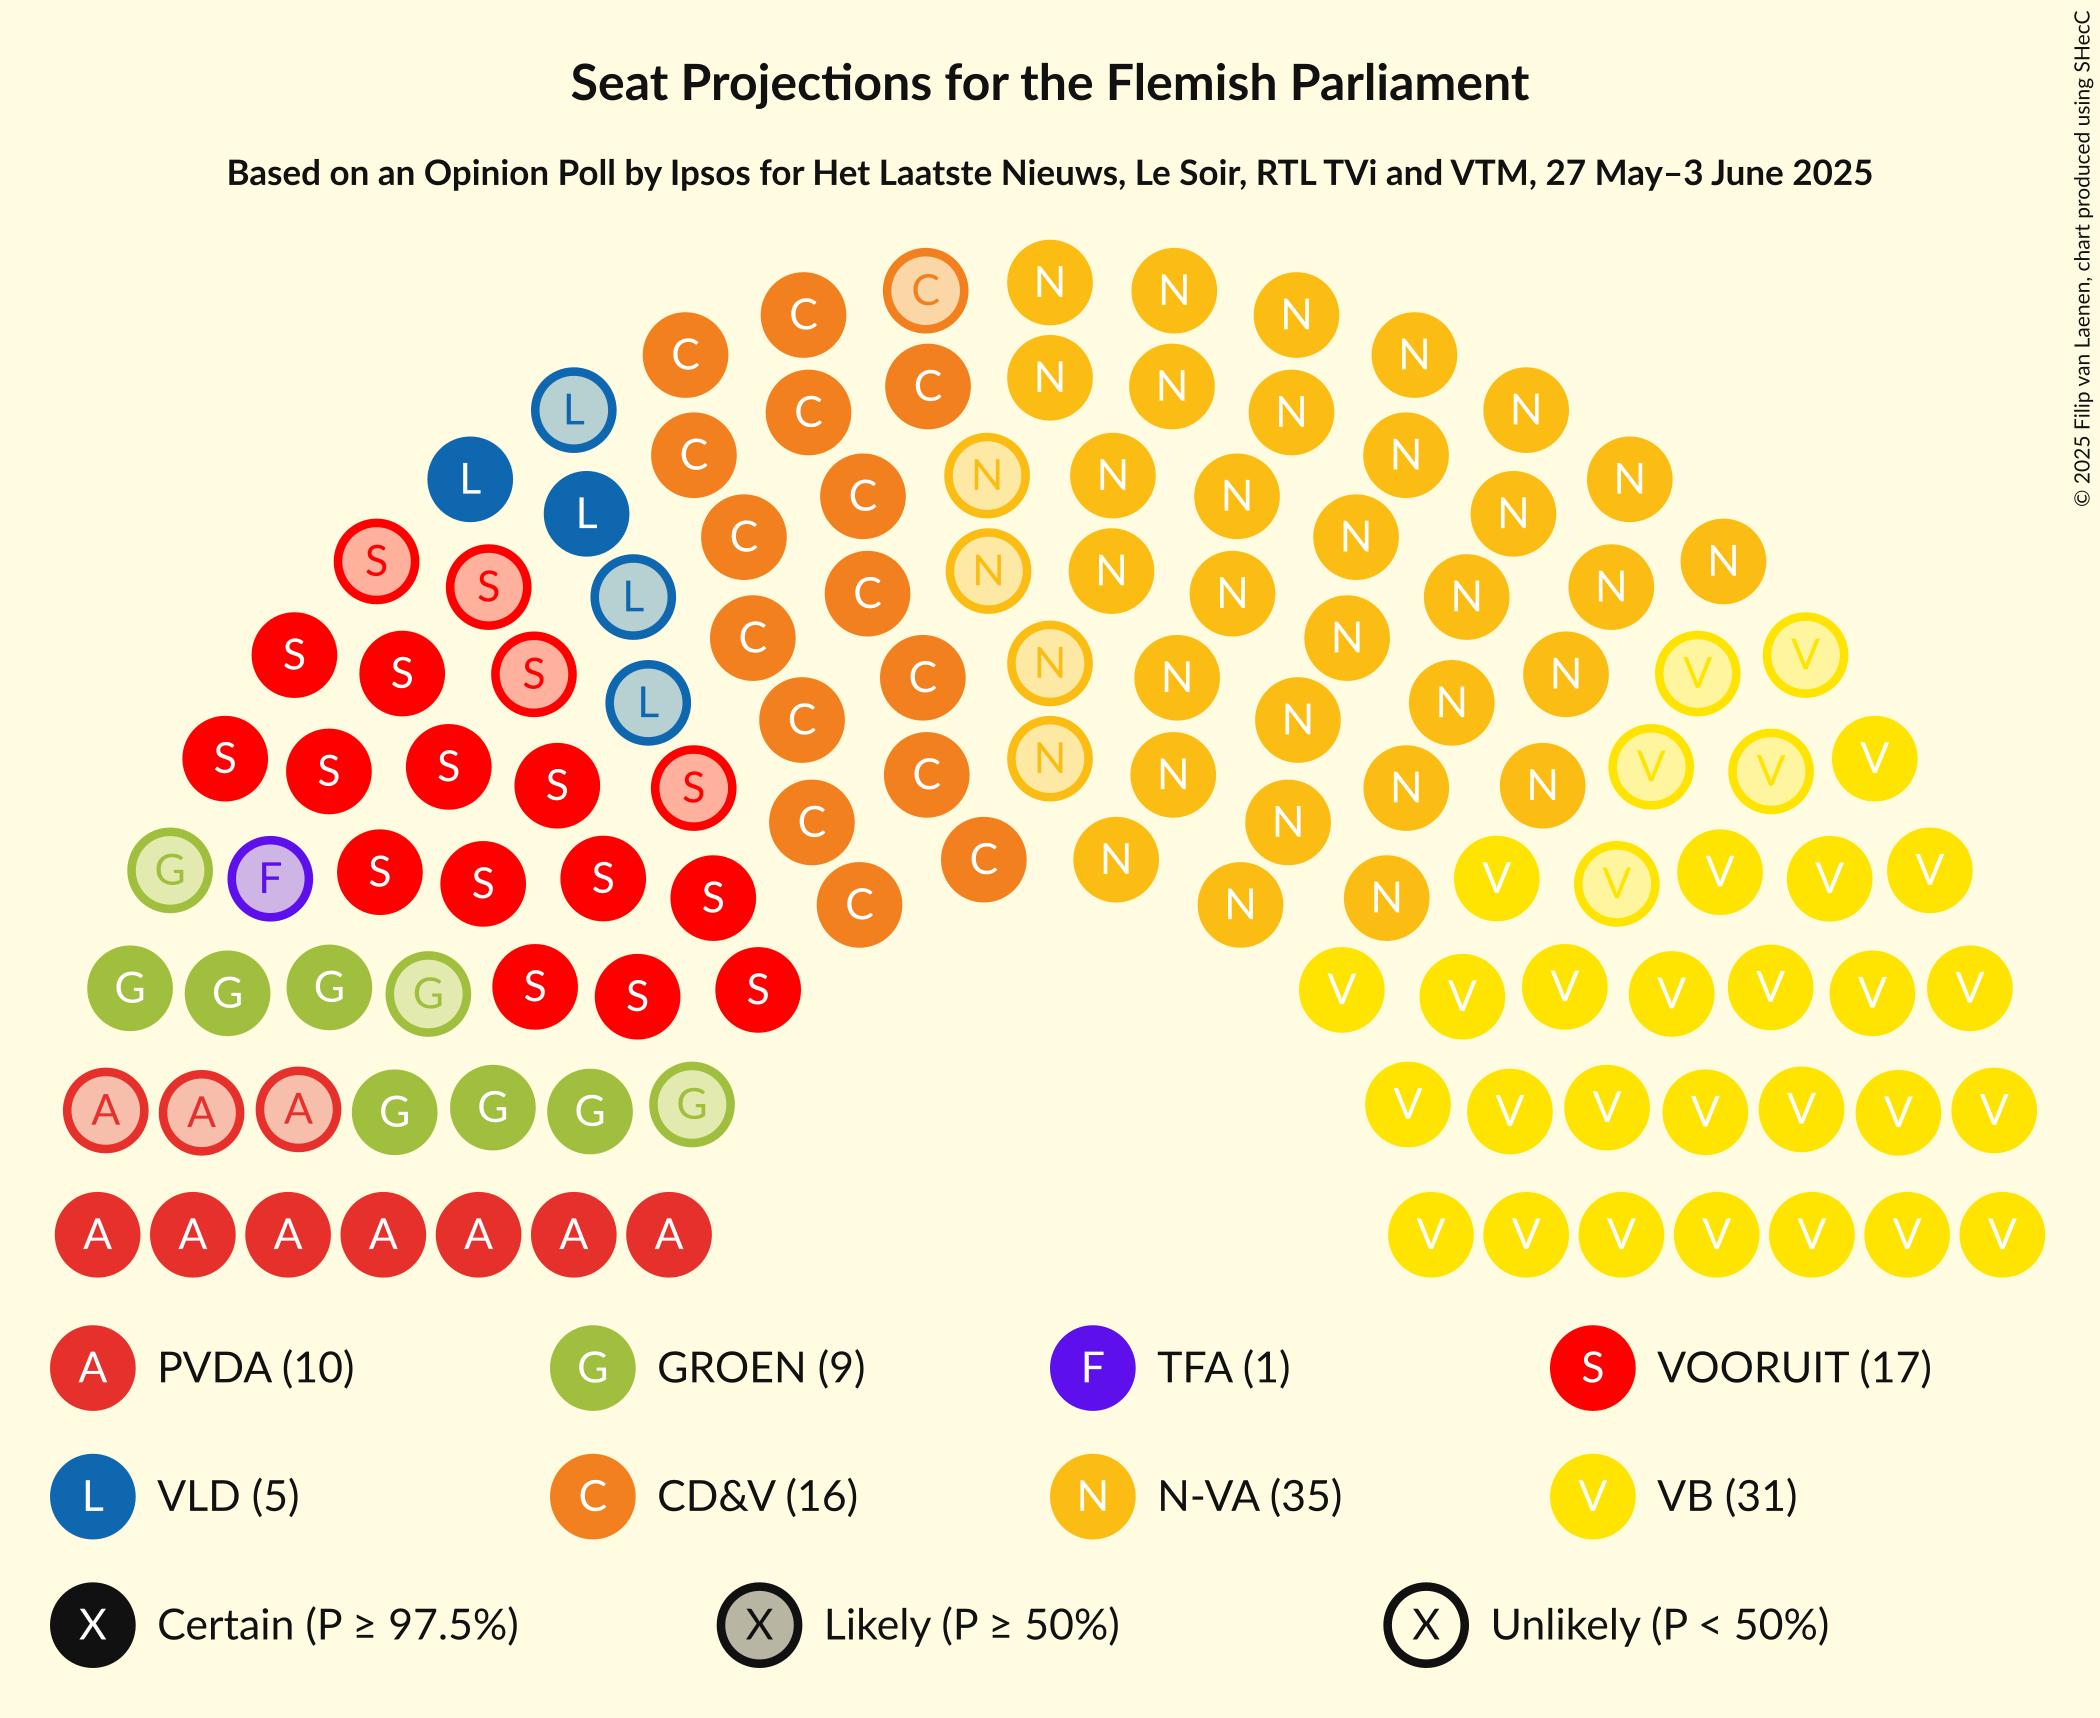 Seat Projections for the Flemish Parliament
Based on an Opinion Poll by Ipsos for Het Laatste Nieuws, Le Soir, RTL TVi and VTM, 27 May–3 June 2025
© 2025 Filip van Laenen, chart produced using SHecC
C N N N N
C C N N N
C C C N N N
L C N N N N
L L C C N N N
S S L C C N N N N N
S S S L C C N N N N V V
S S S S S C C N N N N N V V V
G F S S S S C C N N N V V V V V
G G G G S S S V V V V V V V
A A A G G G G V V V V V V V
A A A A A A A V V V V V V V
A PVDA (10) G GROEN (9) F TFA (1) S VOORUIT (17)
L VLD (5) C CD&V (16) N N-VA (35) V VB (31)
X Certain (P ≥ 97.5%) X Likely (P ≥ 50%) X Unlikely (P < 50%)